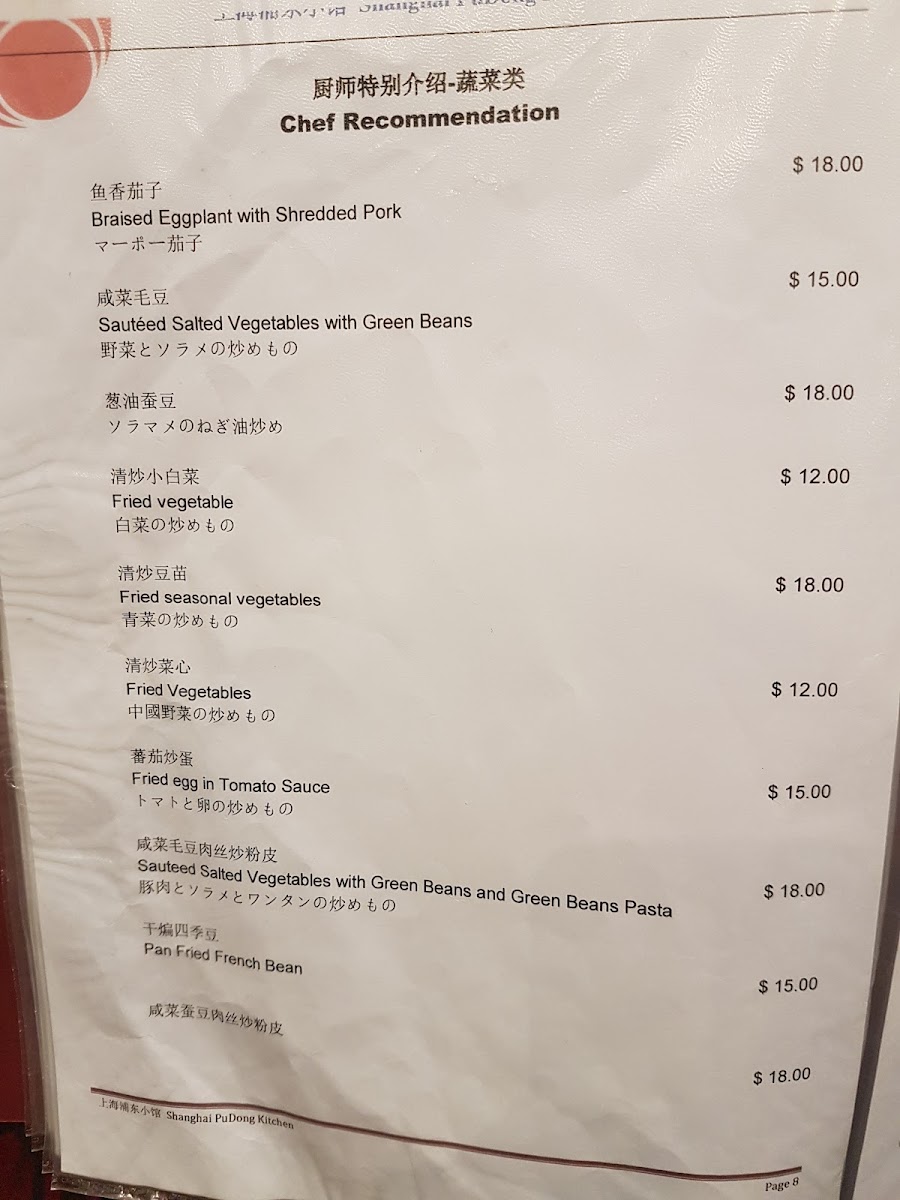 厨师特别介绍-蔬菜类
Chef Recommendation
$ 18.00
鱼香茄子
Braised Eggplant with Shredded Pork
マーポー茄子
$ 15.00
咸菜毛豆
Sautéed Salted Vegetables with Green Beans
野菜とソラメの炒めもの
$ 18.00
葱油蚕豆
ソラマメのねぎ油炒め
清炒小白菜
$ 12.00
Fried vegetable
白菜の炒めもの
清炒豆苗
$ 18.00
Fried seasonal vegetables
青菜の炒めもの
清炒菜心
Fried Vegetables
$ 12.00
中國野菜の炒めもの
蕃茄炒蛋
Fried egg in Tomato Sauce
$ 15.00
トマトと卵の炒めもの
咸菜毛豆肉丝炒粉皮
Sauteed Salted Vegetables with Green Beans and Green Beans Pasta
$ 18.00
豚肉とソラメとワンタンの炒めもの
干煸四季豆
Pan Fried French Bean
$ 15.00
咸菜蚕豆肉丝炒粉皮
$ 18.00
上海浦东小馆 Shanghai PuDong Kitchen
Page 8